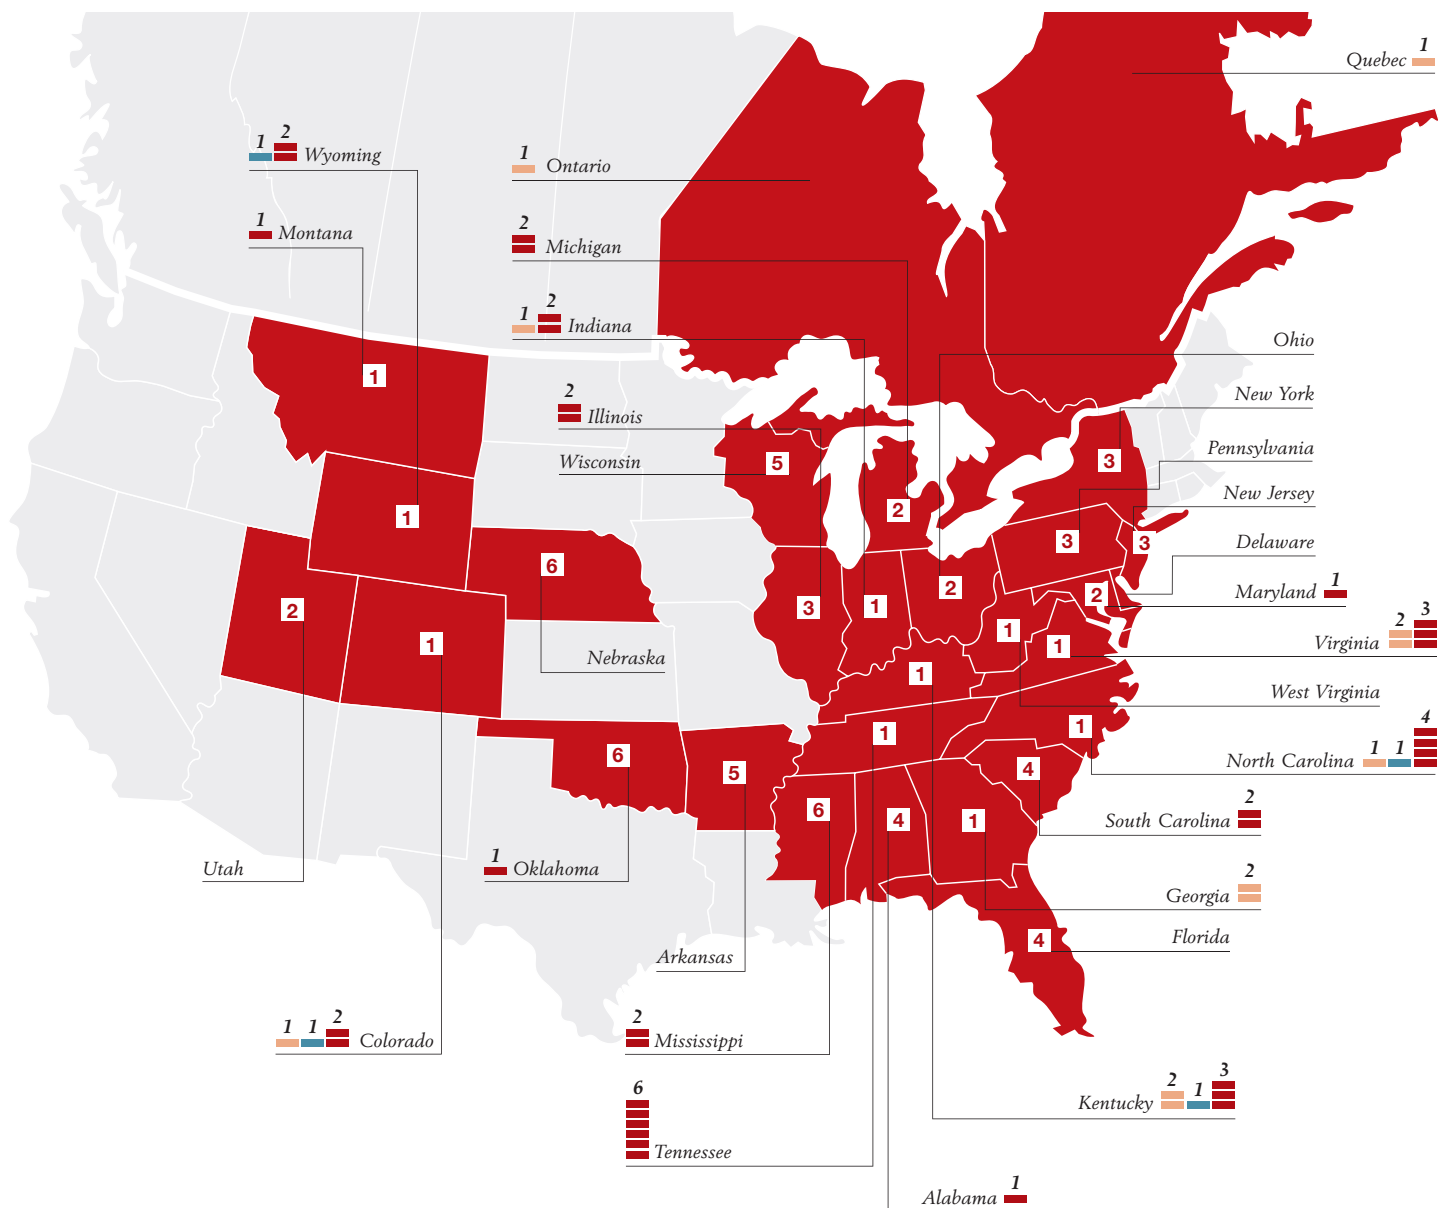 1
Quebec
1 2
Wyoming
1
Ontario
1
Montana
2
Michigan
1 2
Indiana
Ohio
1
2
Illinois
New York
Wisconsin
5
3
Pennsylvania
New Jersey
1
2
3
3
Delaware
6
2
3
1
2
2
1
Maryland
2 3
Virginia
1
1
1
Nebraska
1
West Virginia
4
1 1
North Carolina
1
1
6
5
4
2
South Carolina
6
4
1
Utah
1
Oklahoma
2
Georgia
4
Florida
Arkansas
1 1 2
Colorado
2
Mississippi
2 1 3
Kentucky
6
Tennessee
1
Alabama